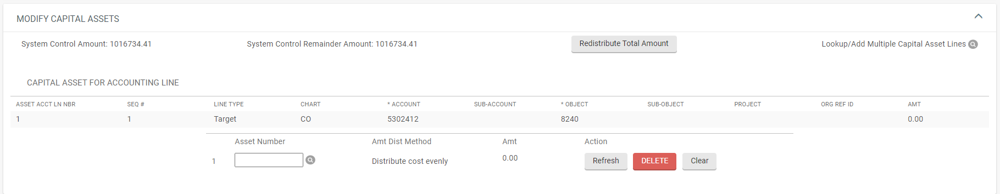 MODIFY CAPITAL ASSETS
System Control Amount: 1016734.41 System Control Remainder Amount: 1016734.41 Redistribute Total Amount Lookup/Add Multiple Capital Asset Lines
CAPITAL ASSET FOR ACCOUNTING LINE
ASSET ACCT LN NBR SEQ # LINE TYPE CHART * ACCOUNT SUB-ACCOUNT * OBJECT SUB-OBJECT PROJECT ORG REF ID AMT
1 1 Target CO 5302412 8240 0.00
Asset Number Amt Dist Method Amt Action
1 Distribute cost evenly 0.00 Refresh DELETE Clear